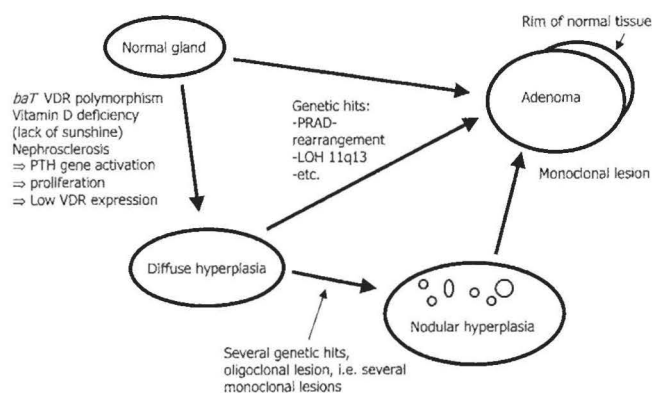 Rim of normal tissue
Normal gland
Adenoma
baT VDR polymorphism
Vitamin D deficiency
(lack of sunshine)
Nephrosclerosis
⇒ PTH gene activation
⇒ proliferation
⇒ Low VDR expression
Genetic hits:
-PRAD-
rearrangement
-LOH 11q13
-etc.
Monoclonal lesion
Diffuse hyperplasia
Nodular hyperplasia
Several genetic hits,
oligoclonal lesion, i.e. several
monoclonal lesions